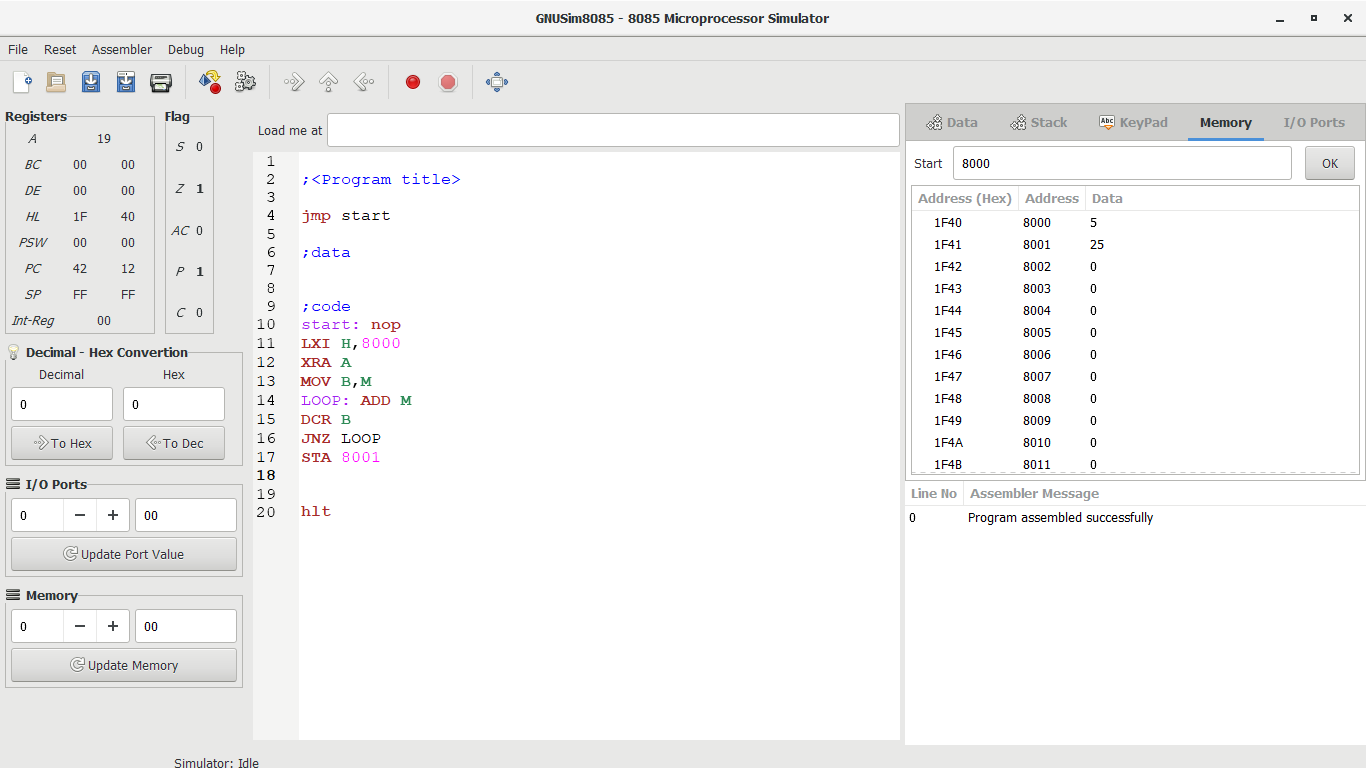 GNUSim8085 - 8085 Microprocessor Simulator
File Reset Assembler Debug Help
Registers
A 19
BC 00 00
DE 00 00
HL 1F 40
PSW 00 00
PC 42 12
SP FF FF
Int-Reg 00
Flag
S 0
Z 1
AC 0
P 1
C 0
Decimal - Hex Convertion
Decimal Hex
0 0
To Hex To Dec
I/O Ports
0 − + 00
Update Port Value
Memory
0 − + 00
Update Memory
Load me at
1
2 ;<Program title>
3
4 jmp start
5
6 ;data
7
8
9 ;code
10 start: nop
11 LXI H,8000
12 XRA A
13 MOV B,M
14 LOOP: ADD M
15 DCR B
16 JNZ LOOP
17 STA 8001
18
19
20 hlt
Data Stack Abc KeyPad Memory I/O Ports
Start 8000 OK
Address (Hex) Address Data
1F40 8000 5
1F41 8001 25
1F42 8002 0
1F43 8003 0
1F44 8004 0
1F45 8005 0
1F46 8006 0
1F47 8007 0
1F48 8008 0
1F49 8009 0
1F4A 8010 0
1F4B 8011 0
Line No Assembler Message
0 Program assembled successfully
Simulator: Idle